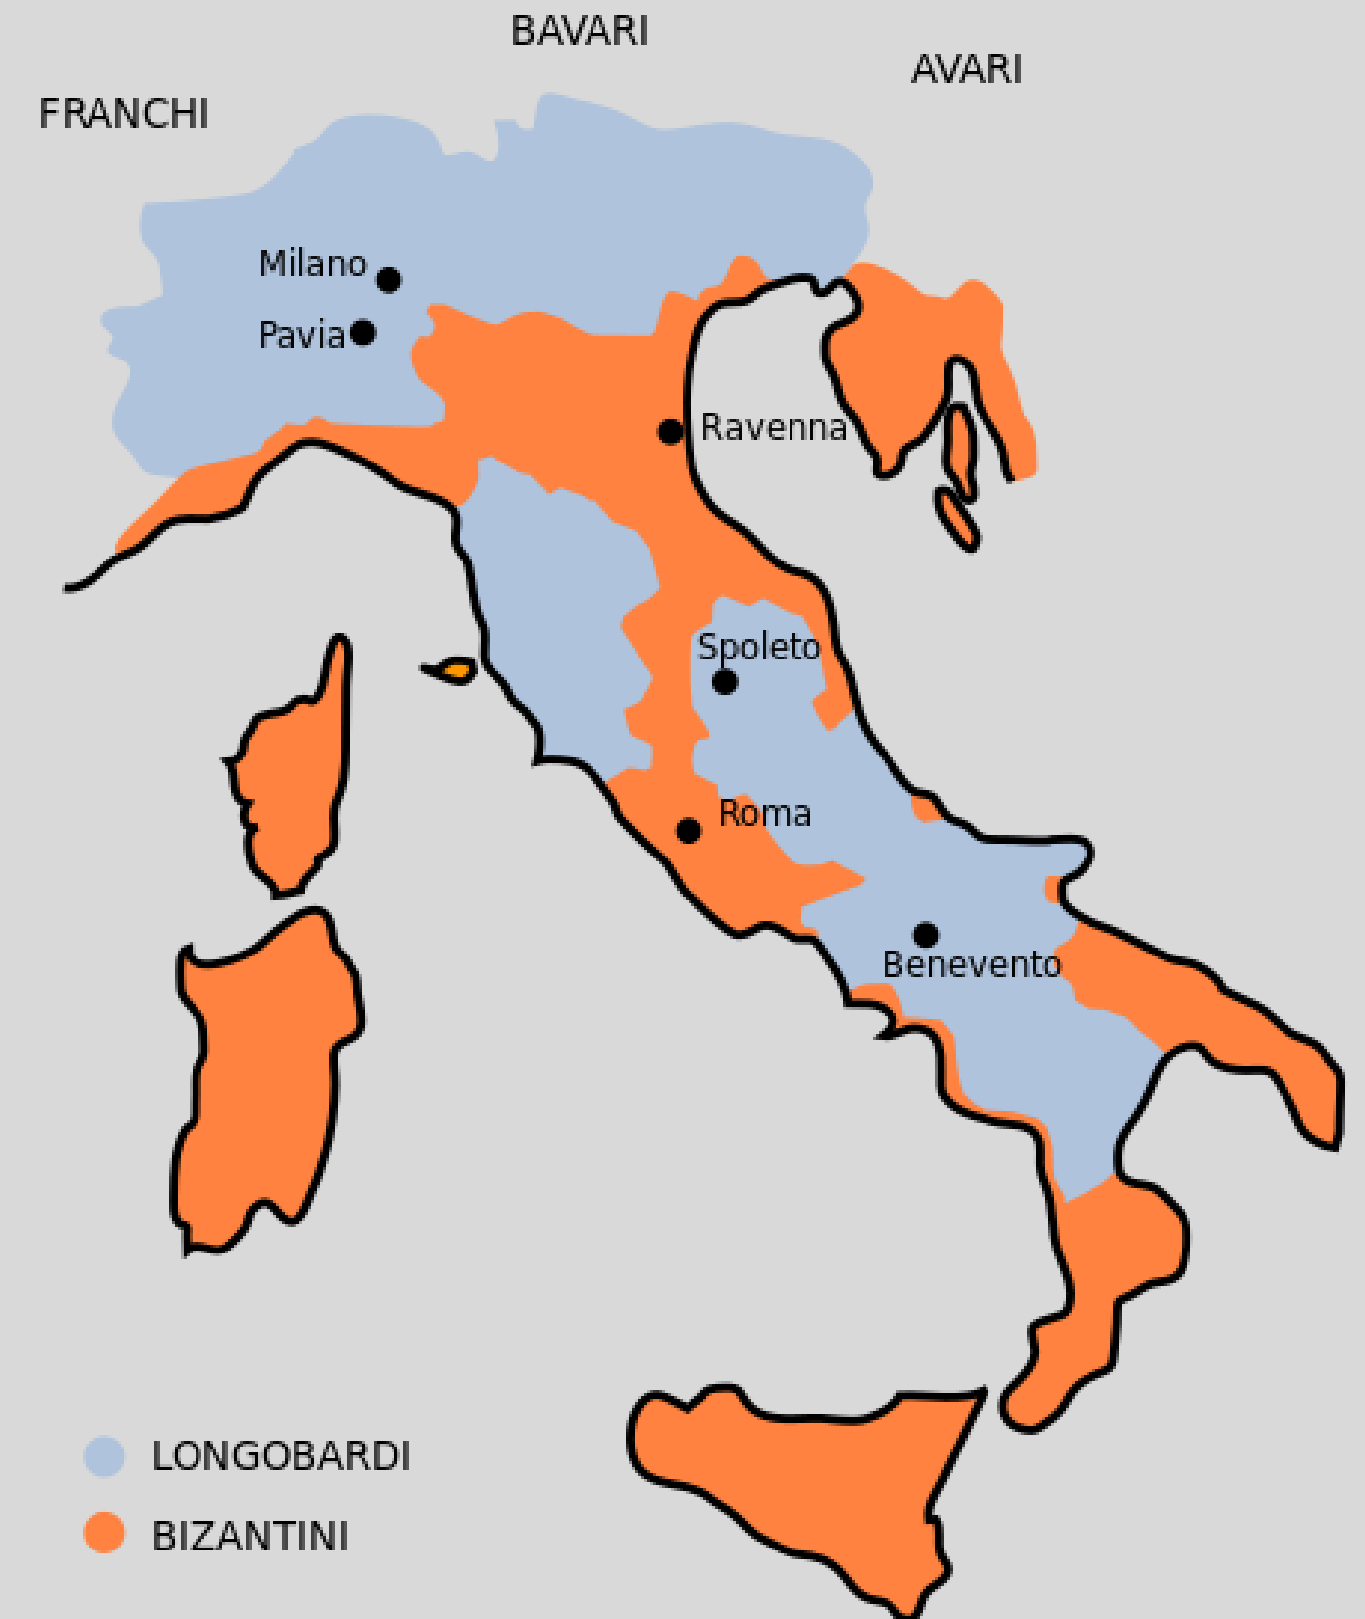 BAVARI
AVARI
FRANCHI
Milano
Pavia
Ravenna
Spoleto
Roma
Benevento
LONGOBARDI
BIZANTINI